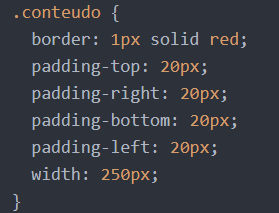 .conteudo {
  border: 1px solid red;
  padding-top: 20px;
  padding-right: 20px;
  padding-bottom: 20px;
  padding-left: 20px;
  width: 250px;
}